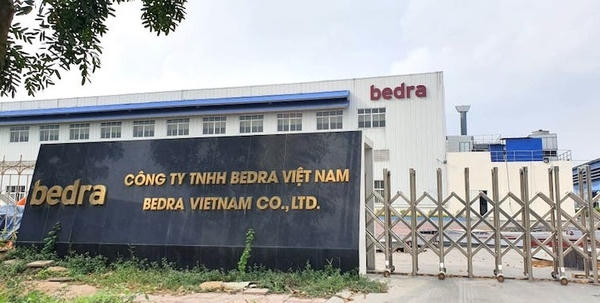 bedra
bedra
CÔNG TY TNHH BEDRA VIỆT NAM
BEDRA VIETNAM CO.,LTD.